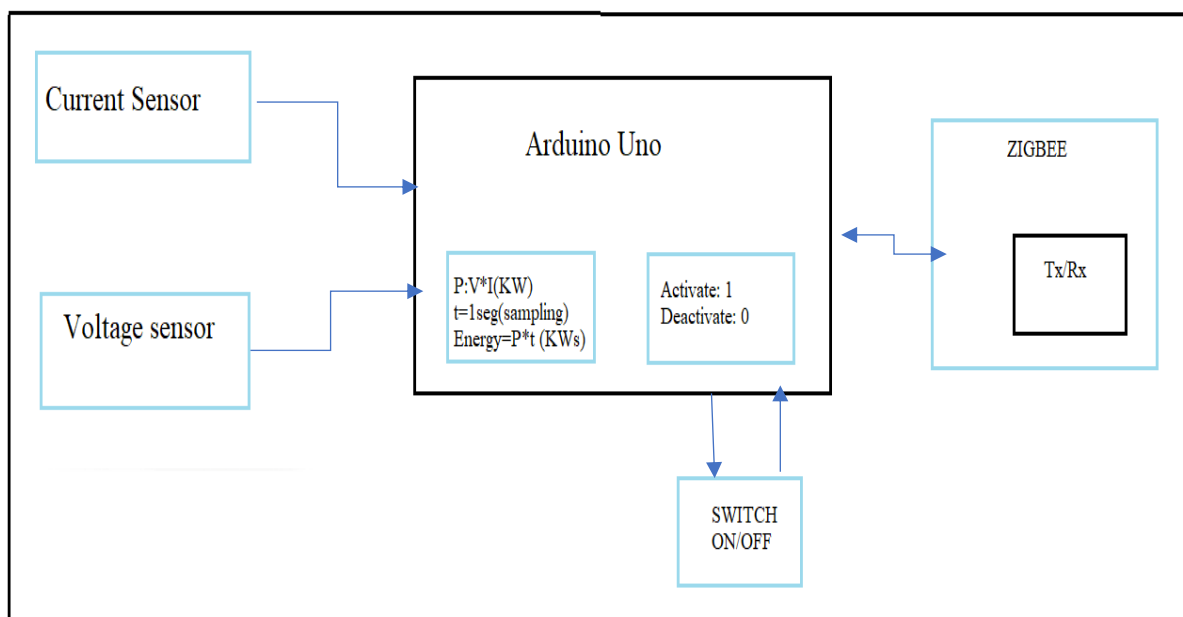 Current Sensor
Voltage sensor
Arduino Uno
P:V*I(KW)
t=1seg(sampling)
Energy=P*t (KWs)
Activate: 1
Deactivate: 0
SWITCH
ON/OFF
ZIGBEE
Tx/Rx